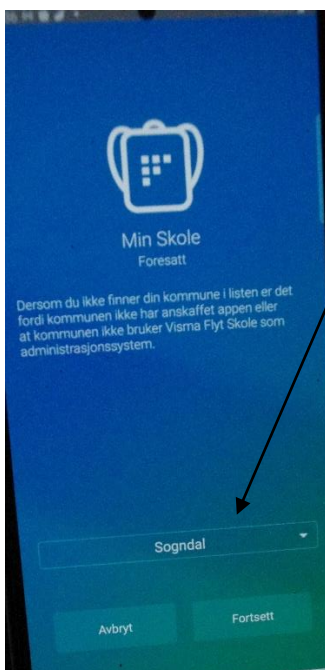 Min Skole
Foresatt
Dersom du ikke finner din kommune i listen er det
fordi kommunen ikke har anskaffet appen eller
at kommunen ikke bruker Visma Flyt Skole som
administrasjonssystem.
Sogndal
Avbryt
Fortsett